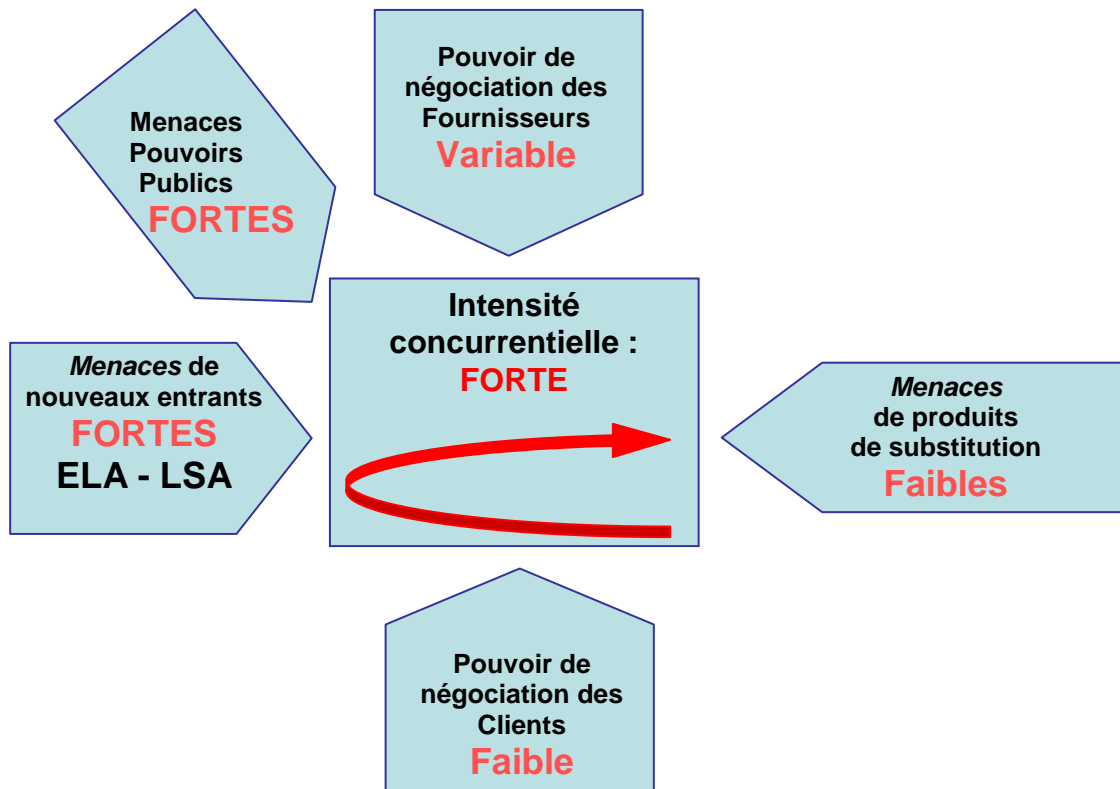 Menaces
Pouvoirs
Publics
FORTES
Pouvoir de
négociation des
Fournisseurs
Variable
Intensité
concurrentielle :
FORTE
Menaces de
nouveaux entrants
FORTES
ELA - LSA
Menaces
de produits
de substitution
Faibles
Pouvoir de
négociation des
Clients
Faible